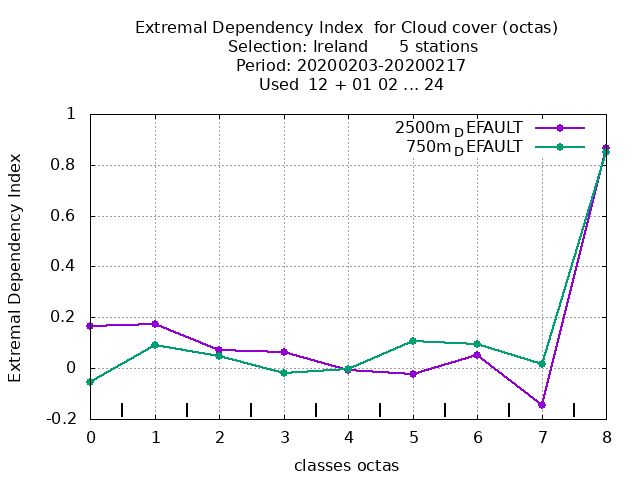 Extremal Dependency Index  for Cloud cover (octas)
Selection: Ireland      5 stations
Period: 20200203-20200217
Used  12 + 01 02 ... 24
Extremal Dependency Index
1
0.8
0.6
0.4
0.2
0
-0.2
2500m_DEFAULT
750m_DEFAULT
0 1 2 3 4 5 6 7 8
classes octas